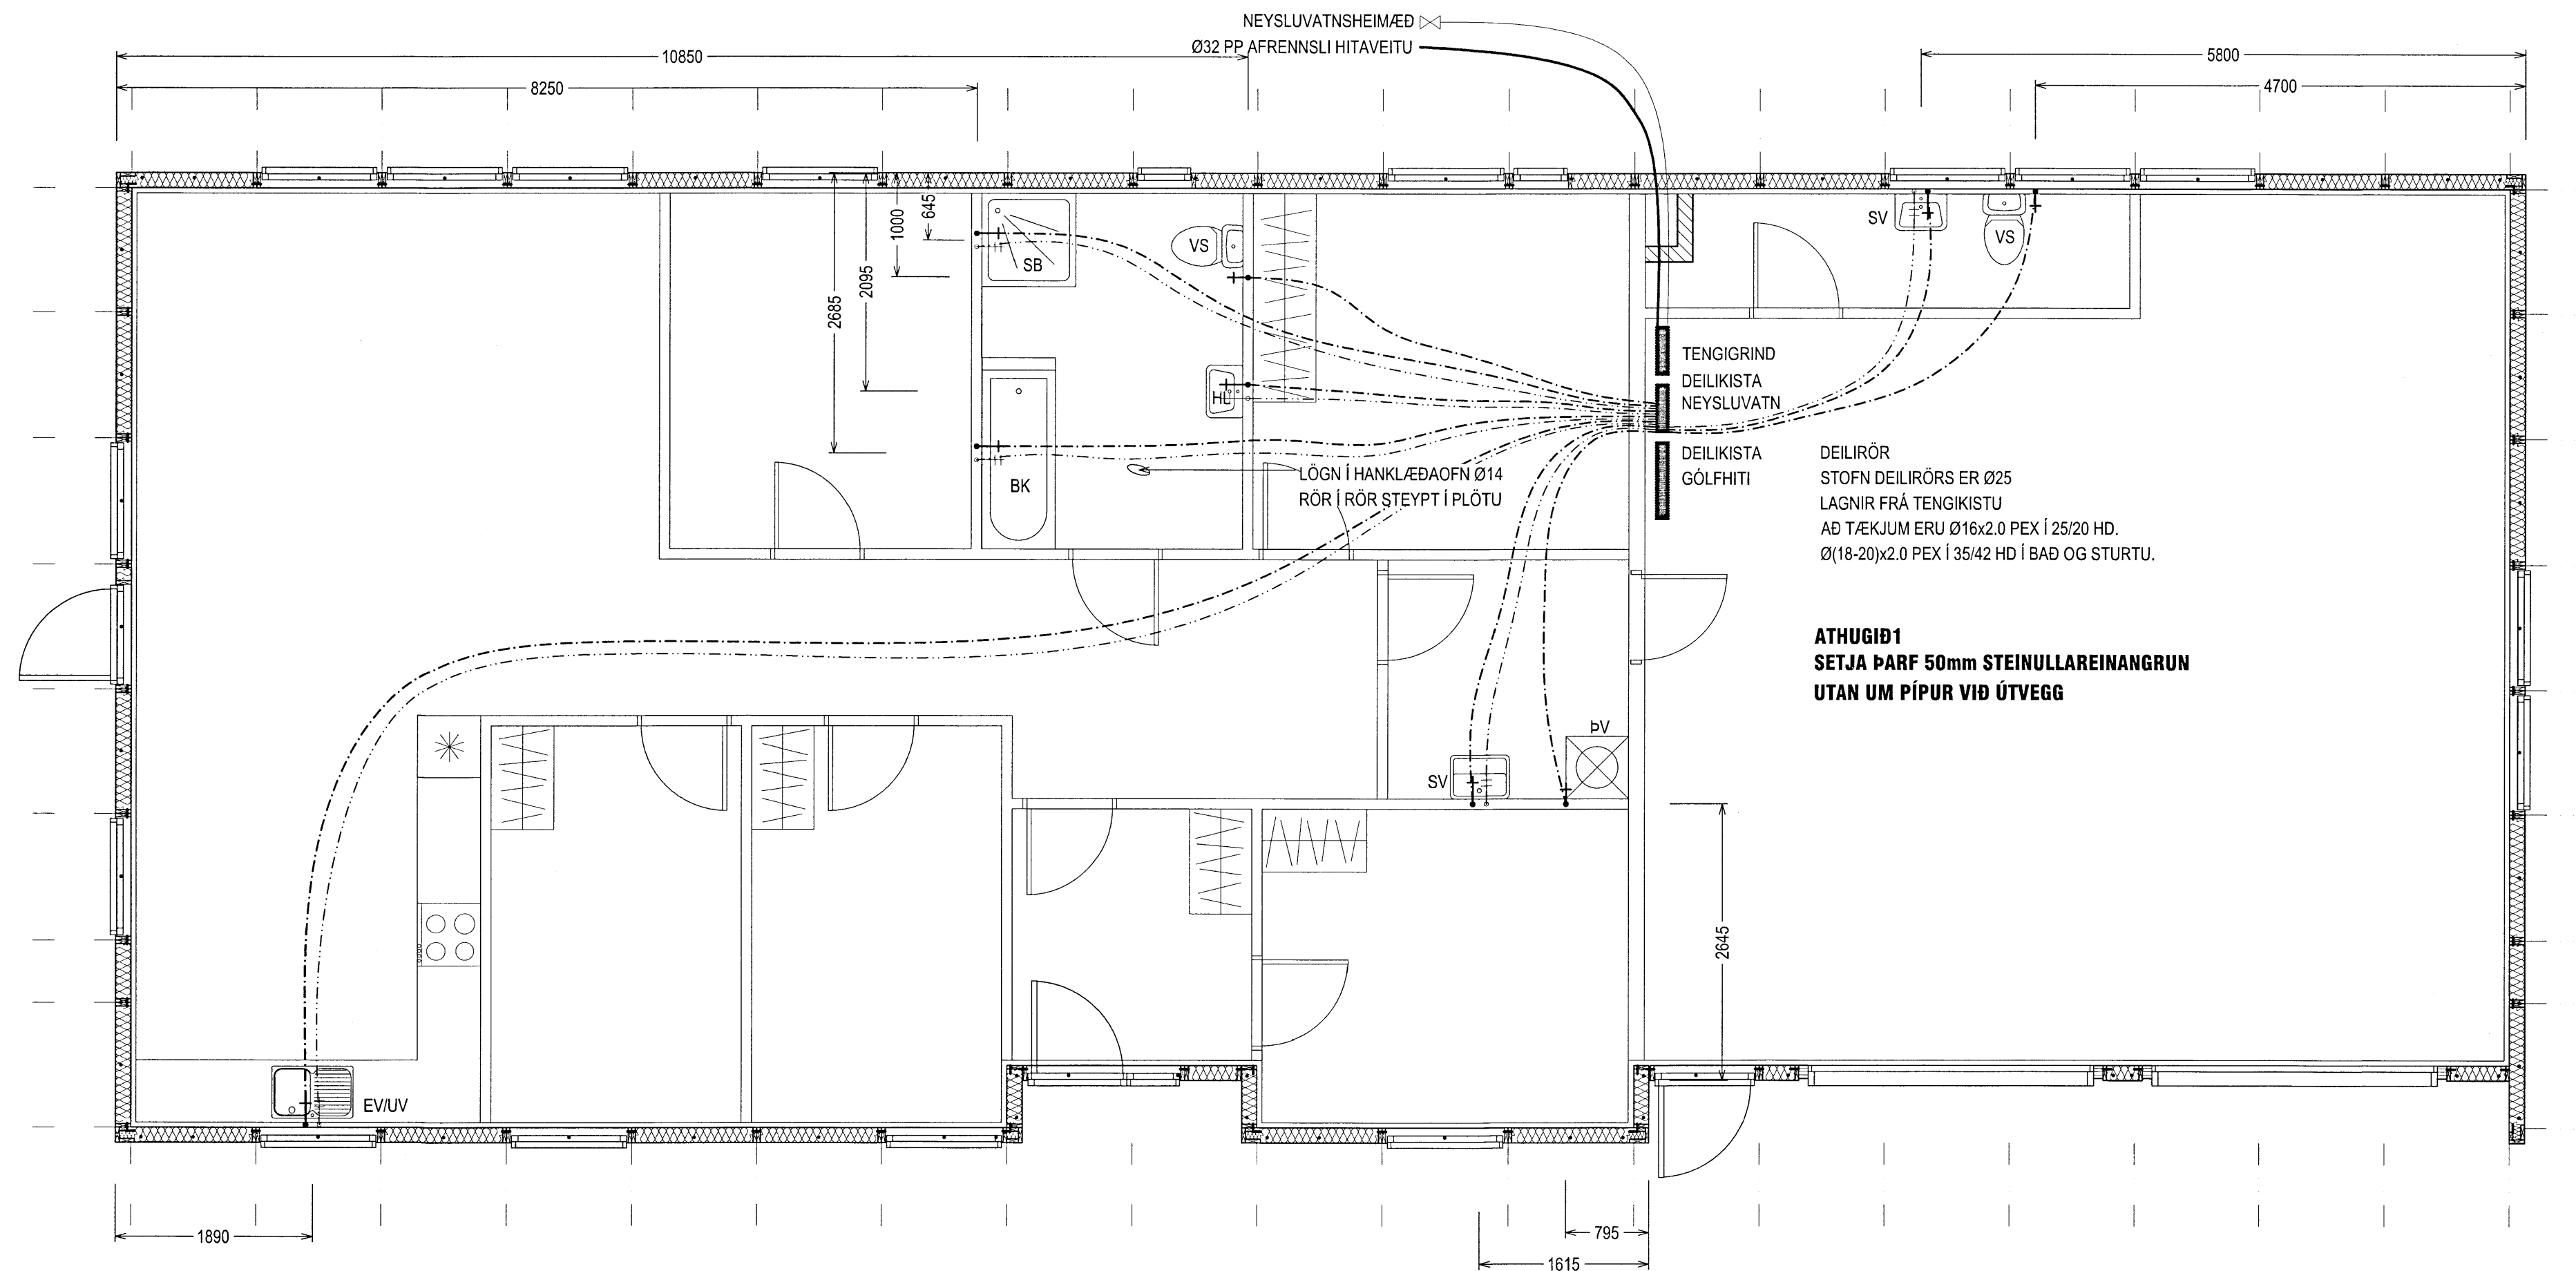 NEYSLUVATNSHEIMÆÐ
Ø32 PP AFRENNSLI HITAVEITU
10850
5800
8250
4700
645
1000
2095
2685
SB
VS
SV
VS
HL
BK
TENGIGRIND
DEILIKISTA
NEYSLUVATN
DEILIKISTA
GÓLFHITI
LÖGN Í HANKLÆÐAOFN Ø14
RÖR Í RÖR STEYPT Í PLÖTU
DEILIRÖR
STOFN DEILIRÖRS ER Ø25
LAGNIR FRÁ TENGIKISTU
AÐ TÆKJUM ERU Ø16x2.0 PEX Í 25/20 HD.
Ø(18-20)x2.0 PEX Í 35/42 HD Í BAÐ OG STURTU.
ATHUGIÐ1
SETJA ÞARF 50mm STEINULLAREINANGRUN
UTAN UM PÍPUR VIÐ ÚTVEGG
ÞV
SV
2645
EV/UV
1890
795
1615